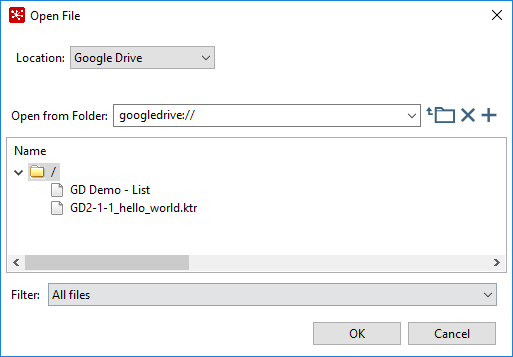 Open File
Location: Google Drive
Open from Folder: googledrive://
Name
/
GD Demo - List
GD2-1-1_hello_world.ktr
Filter: All files
OK Cancel